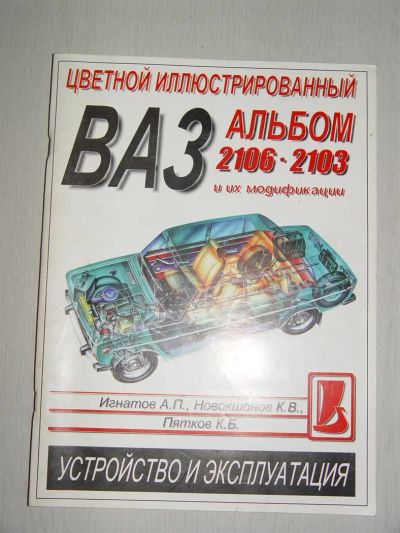 ЦВЕТНОЙ ИЛЛЮСТРИРОВАННЫЙ
ВАЗ АЛЬБОМ
2106 · 2103
и их модификации
Игнатов А.П., Новокшонов К.В.,
Пятков К.Б.
УСТРОЙСТВО И ЭКСПЛУАТАЦИЯ